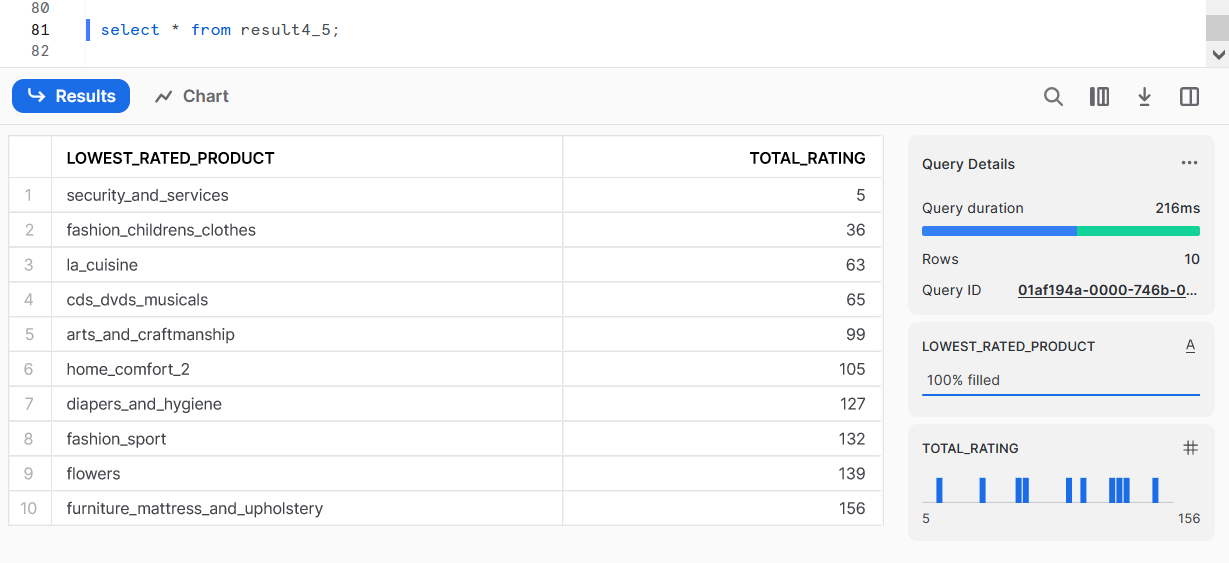 80
81 select * from result4_5;
82
Results Chart
LOWEST_RATED_PRODUCT TOTAL_RATING
1 security_and_services 5
2 fashion_childrens_clothes 36
3 la_cuisine 63
4 cds_dvds_musicals 65
5 arts_and_craftmanship 99
6 home_comfort_2 105
7 diapers_and_hygiene 127
8 fashion_sport 132
9 flowers 139
10 furniture_mattress_and_upholstery 156
Query Details ...
Query duration 216ms
Rows 10
Query ID 01af194a-0000-746b-0...
LOWEST_RATED_PRODUCT A
100% filled
TOTAL_RATING #
5 156